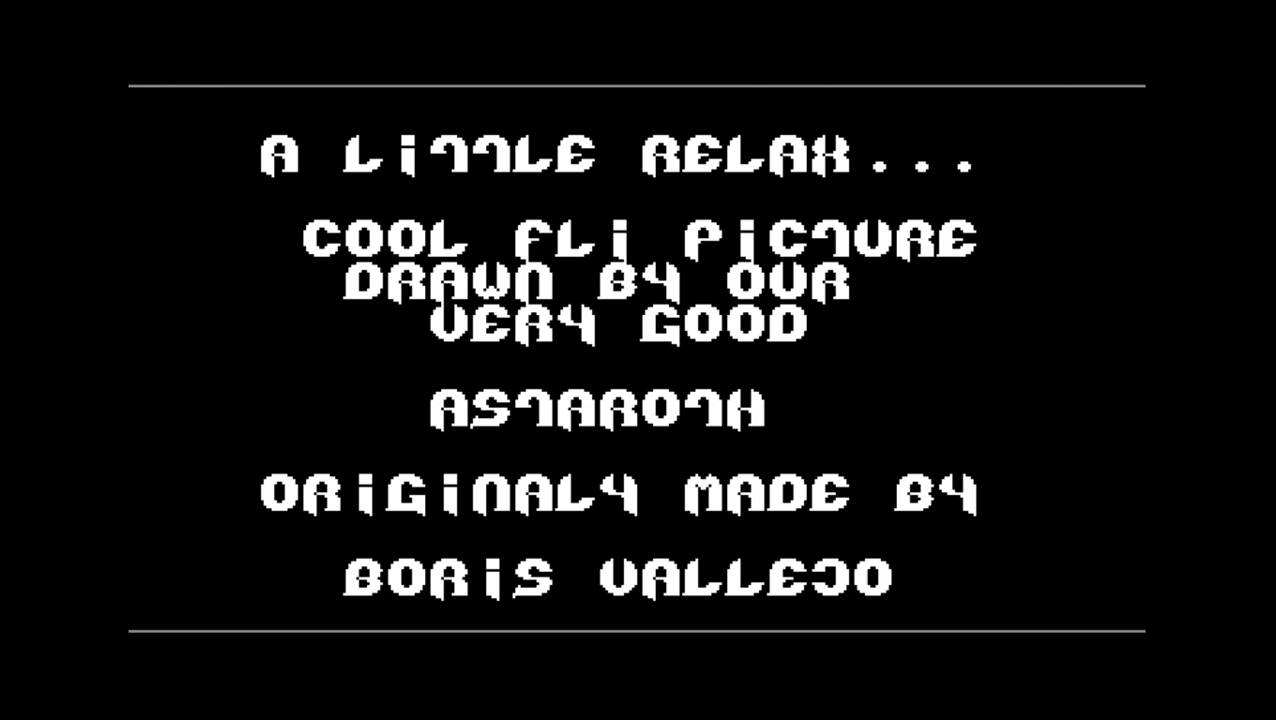 A LiTTLE RELAX...
COOL FLi PiCTURE
DRAWN BY OUR
VERY GOOD
ASTAROTH
ORiGiNALY MADE BY
BORiS VALLEJO